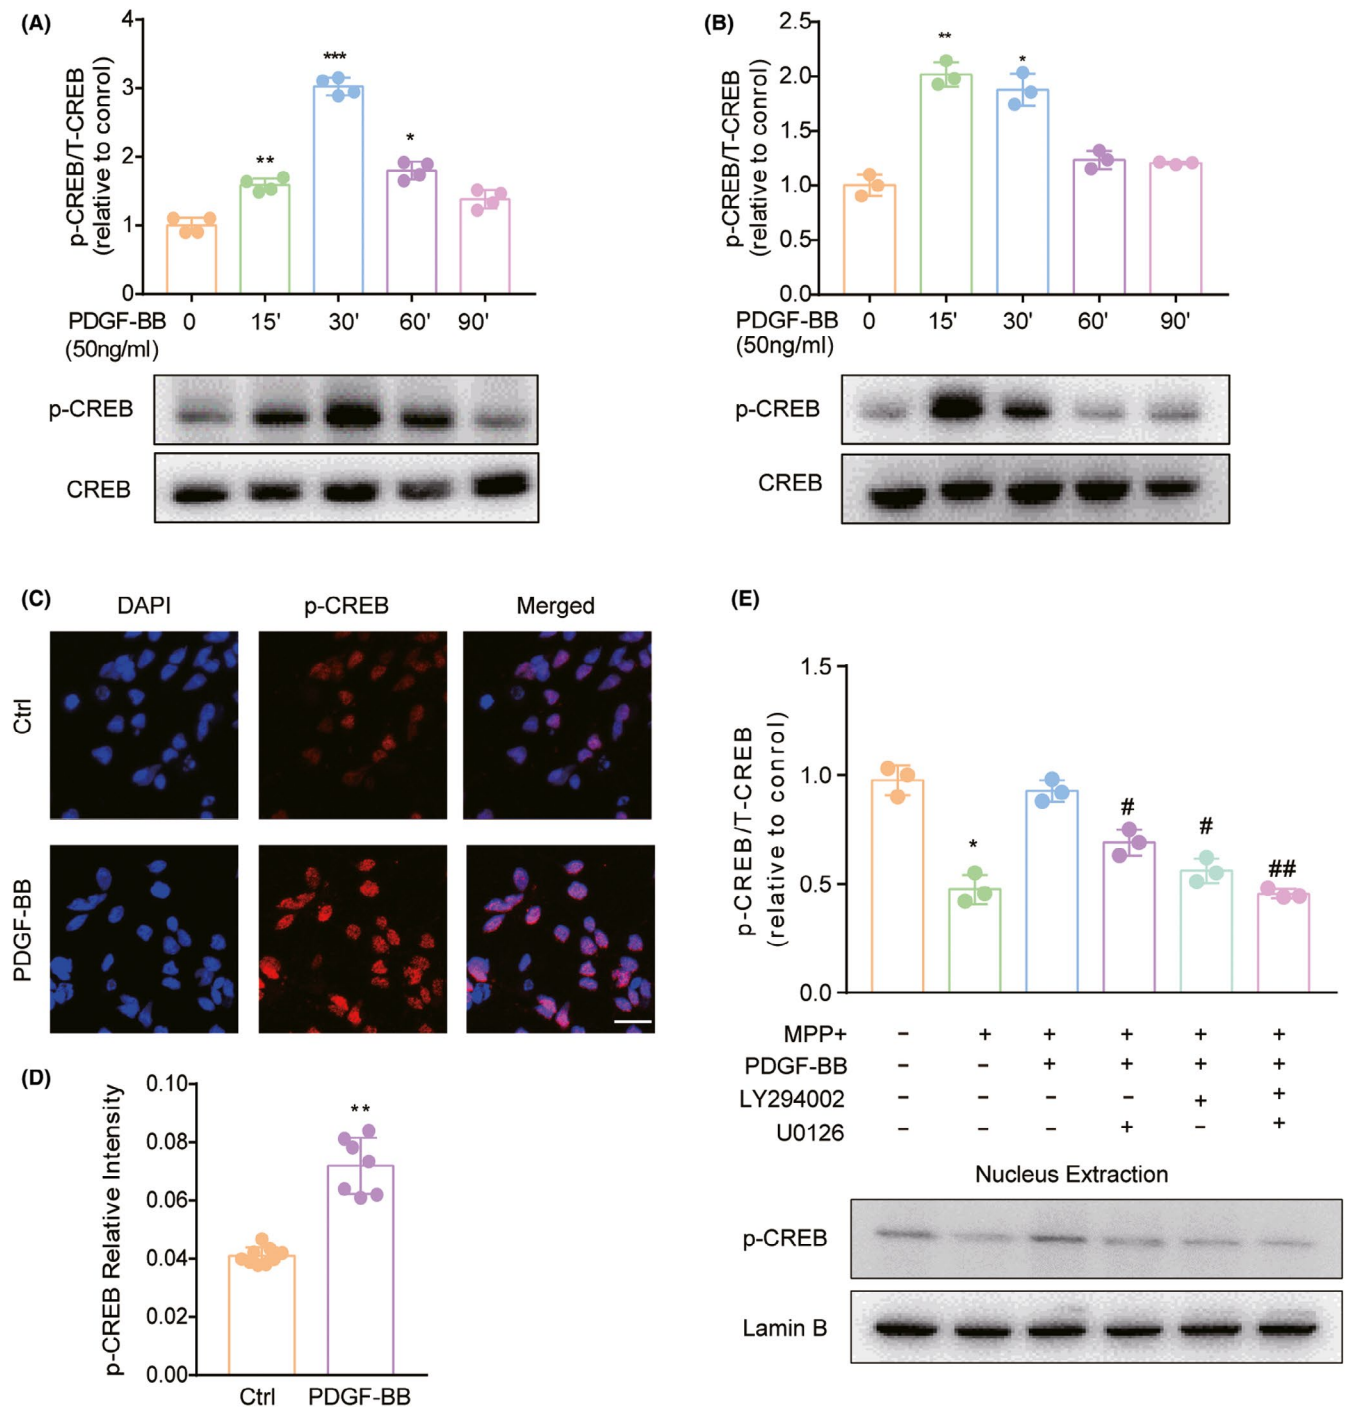 (A)
4
3
2
1
0
p-CREB/T-CREB
(relative to conrol)
***
**
*
PDGF-BB 0 15' 30' 60' 90'
(50ng/ml)
p-CREB
CREB
(B)
2.5
2.0
1.5
1.0
0.5
0.0
p-CREB/T-CREB
(relative to conrol)
**
*
PDGF-BB 0 15' 30' 60' 90'
(50ng/ml)
p-CREB
CREB
(C)
DAPI p-CREB Merged
Ctrl
PDGF-BB
(D)
0.10
0.08
0.06
0.04
0.02
0.00
p-CREB Relative Intensity
**
Ctrl PDGF-BB
(E)
1.5
1.0
0.5
0.0
p-CREB/T-CREB
(relative to conrol)
* # # ##
MPP+ - + + + + +
PDGF-BB - - + + + +
LY294002 - - - - + +
U0126 - - - + - +
Nucleus Extraction
p-CREB
Lamin B